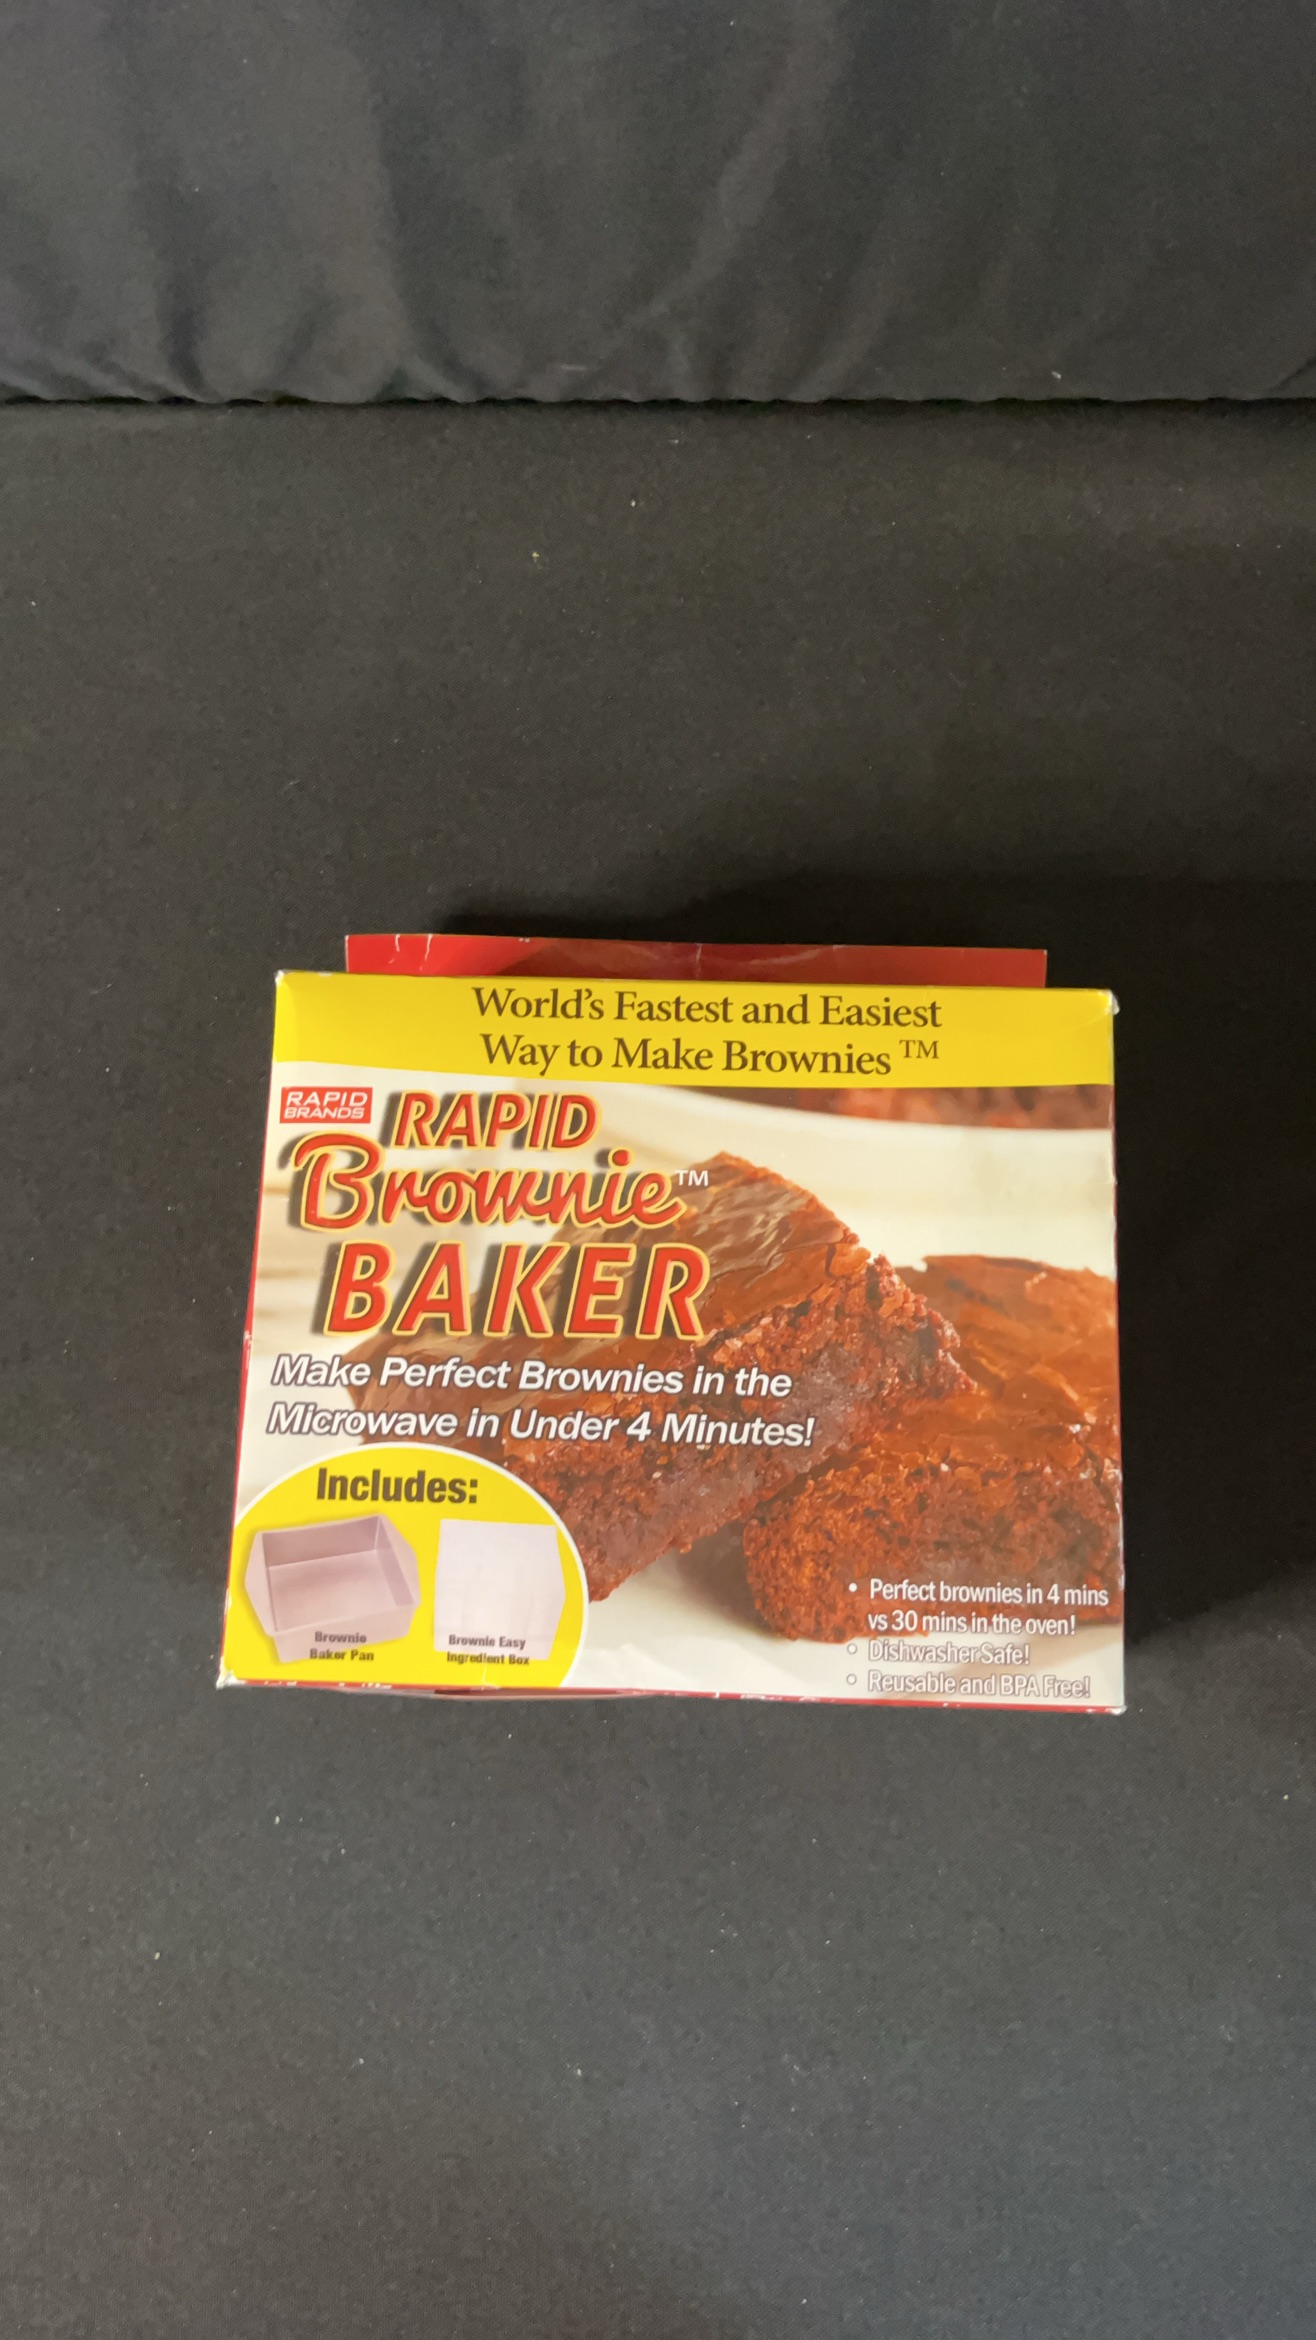 World's Fastest and Easiest
Way to Make Brownies ™
RAPID
BRANDS
RAPID
Brownie™
BAKER
Make Perfect Brownies in the
Microwave in Under 4 Minutes!
Includes:
Brownie
Baker Pan
Brownie Easy
Ingredient Box
• Perfect brownies in 4 mins
vs 30 mins in the oven!
• Dishwasher Safe!
• Reusable and BPA Free!